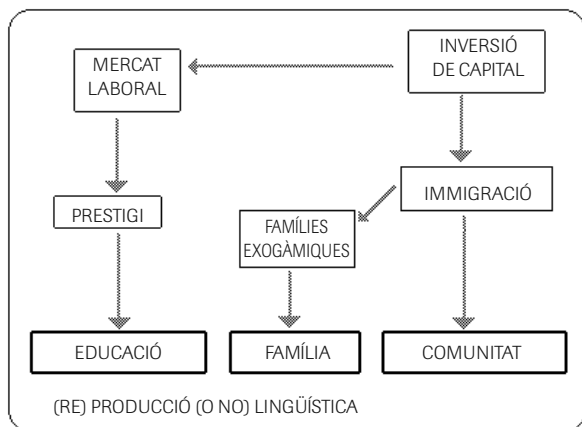 MERCAT
LABORAL
INVERSIÓ
DE CAPITAL
PRESTIGI
FAMÍLIES
EXOGÀMIQUES
IMMIGRACIÓ
EDUCACIÓ
FAMÍLIA
COMUNITAT
(RE) PRODUCCIÓ (O NO) LINGÜÍSTICA